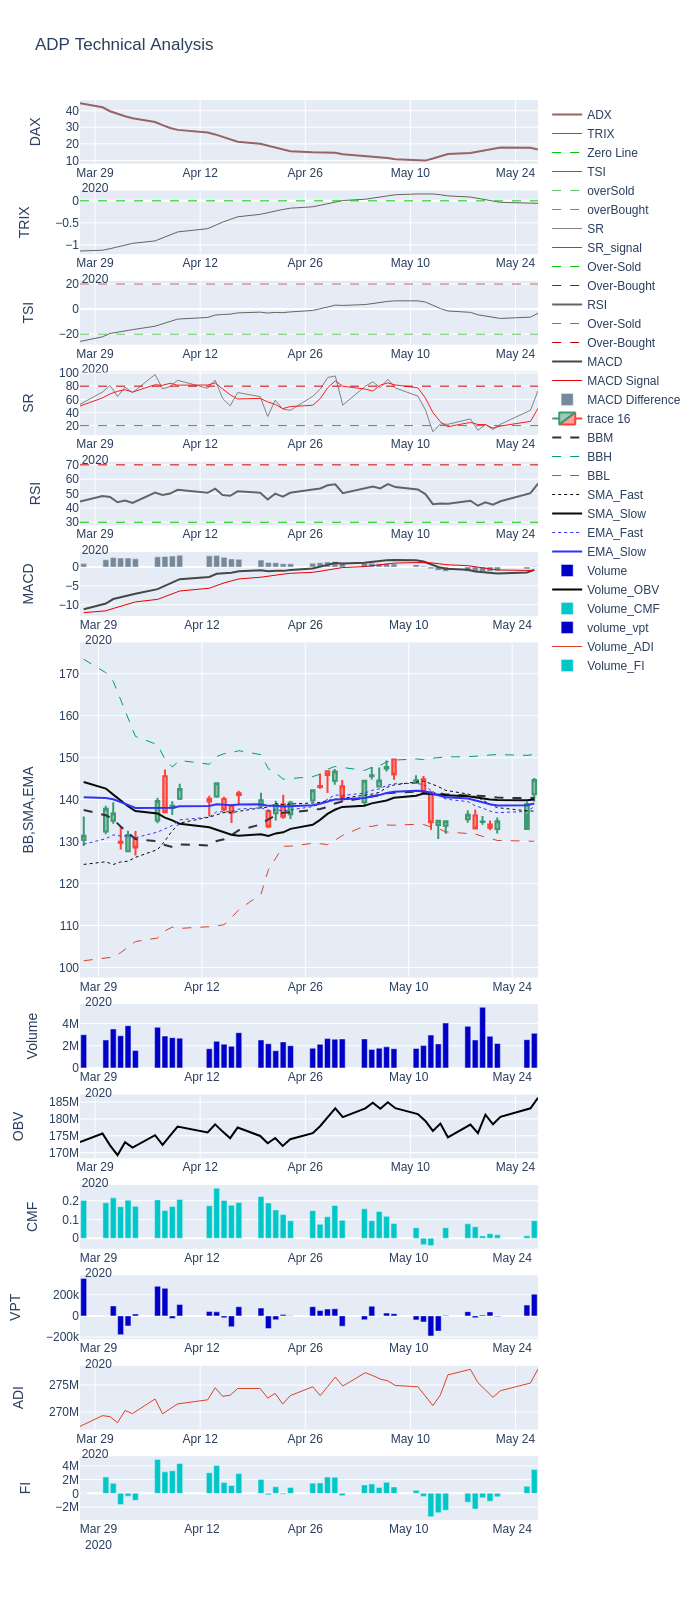 ADP Technical Analysis
DAX
40
30
20
10
Mar 29
2020
Apr 12
Apr 26
May 10
May 24
TRIX
0
−0.5
−1
Mar 29
2020
Apr 12
Apr 26
May 10
May 24
TSI
20
0
−20
Mar 29
2020
Apr 12
Apr 26
May 10
May 24
SR
100
80
60
40
20
Mar 29
2020
Apr 12
Apr 26
May 10
May 24
RSI
70
60
50
40
30
Mar 29
2020
Apr 12
Apr 26
May 10
May 24
MACD
0
−5
−10
Mar 29
2020
Apr 12
Apr 26
May 10
May 24
BB,SMA,EMA
170
160
150
140
130
120
110
100
Mar 29
2020
Apr 12
Apr 26
May 10
May 24
Volume
4M
2M
0
Mar 29
2020
Apr 12
Apr 26
May 10
May 24
OBV
185M
180M
175M
170M
Mar 29
2020
Apr 12
Apr 26
May 10
May 24
CMF
0.2
0.1
0
Mar 29
2020
Apr 12
Apr 26
May 10
May 24
VPT
200k
0
−200k
Mar 29
2020
Apr 12
Apr 26
May 10
May 24
ADI
275M
270M
Mar 29
2020
Apr 12
Apr 26
May 10
May 24
FI
4M
2M
0
−2M
Mar 29
2020
Apr 12
Apr 26
May 10
May 24
ADX
TRIX
Zero Line
TSI
overSold
overBought
SR
SR_signal
Over-Sold
Over-Bought
RSI
Over-Sold
Over-Bought
MACD
MACD Signal
MACD Difference
trace 16
BBM
BBH
BBL
SMA_Fast
SMA_Slow
EMA_Fast
EMA_Slow
Volume
Volume_OBV
Volume_CMF
volume_vpt
Volume_ADI
Volume_FI